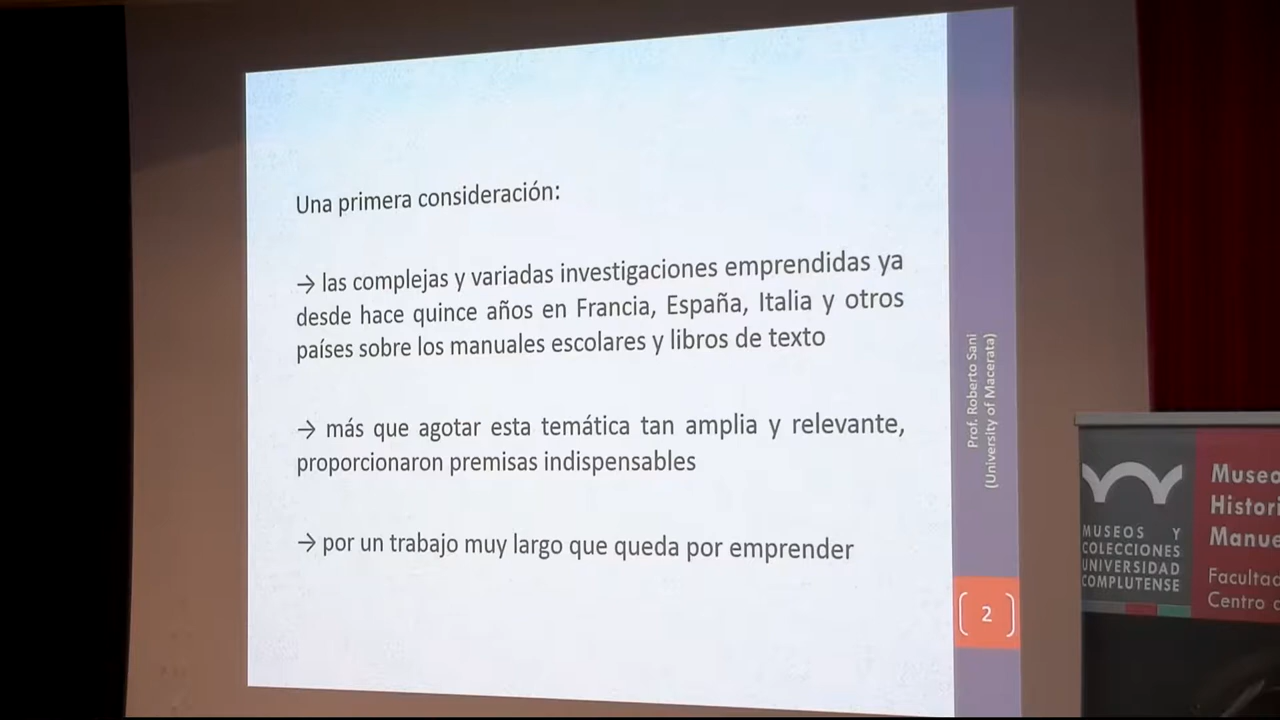 Una primera consideración:
→ las complejas y variadas investigaciones emprendidas ya
desde hace quince años en Francia, España, Italia y otros
países sobre los manuales escolares y libros de texto
→ más que agotar esta temática tan amplia y relevante,
proporcionaron premisas indispensables
→ por un trabajo muy largo que queda por emprender
Prof. Roberto Sani
(University of Macerata)
2
MUSEOS Y
COLECCIONES
UNIVERSIDAD
COMPLUTENSE
Museo
Histori
Manue
Facultad
Centro